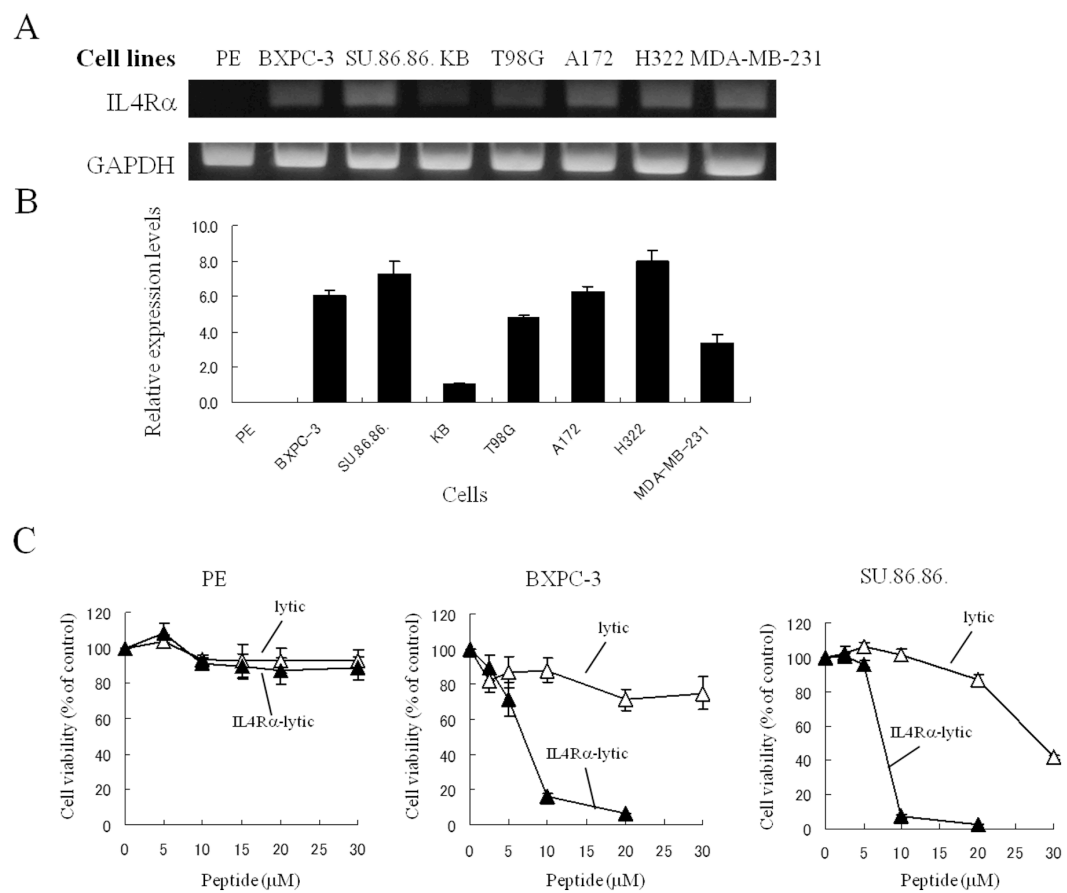 A
Cell lines PE BXPC-3 SU.86.86. KB T98G A172 H322 MDA-MB-231
IL4Rα
GAPDH
B
Relative expression levels
10.0
8.0
6.0
4.0
2.0
0.0
PE BXPC-3 SU.86.86. KB T98G A172 H322 MDA-MB-231
Cells
C
PE
Cell viability (% of control)
120
100
80
60
40
20
0
lytic
IL4Rα-lytic
0 5 10 15 20 25 30
Peptide (μM)
BXPC-3
Cell viability (% of control)
120
100
80
60
40
20
0
lytic
IL4Rα-lytic
0 5 10 15 20 25 30
Peptide (μM)
SU.86.86.
Cell viability (% of control)
120
100
80
60
40
20
0
lytic
IL4Rα-lytic
0 5 10 15 20 25 30
Peptide (μM)